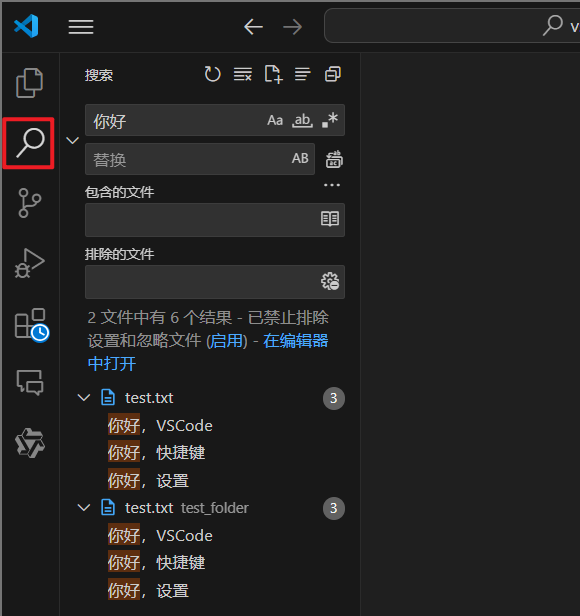 v
搜索
你好 Aa ab .*
替换 AB
包含的文件
排除的文件
2 文件中有 6 个结果 - 已禁止排除
设置和忽略文件 (启用) - 在编辑器
中打开
test.txt 3
你好，VSCode
你好，快捷键
你好，设置
test.txt test_folder 3
你好，VSCode
你好，快捷键
你好，设置